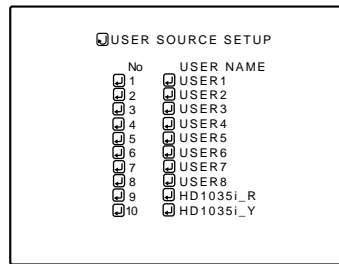 USER SOURCE SETUP
No USER NAME
1 USER1
2 USER2
3 USER3
4 USER4
5 USER5
6 USER6
7 USER7
8 USER8
9 HD1035i_R
10 HD1035i_Y